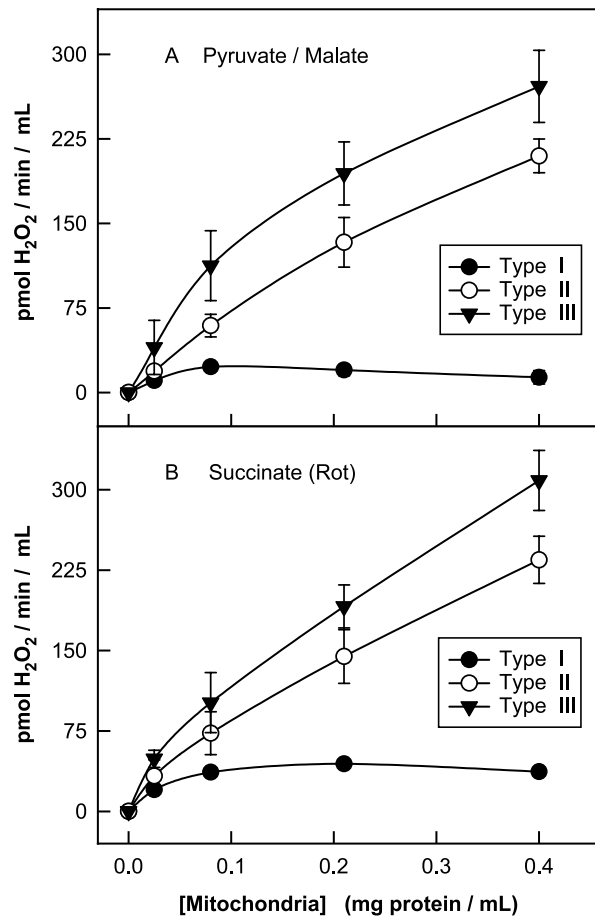 A Pyruvate / Malate
300
225
150
75
0
pmol H₂O₂ / min / mL
Type I
Type II
Type III
B Succinate (Rot)
300
225
150
75
0
pmol H₂O₂ / min / mL
Type I
Type II
Type III
0.0 0.1 0.2 0.3 0.4
[Mitochondria] (mg protein / mL)